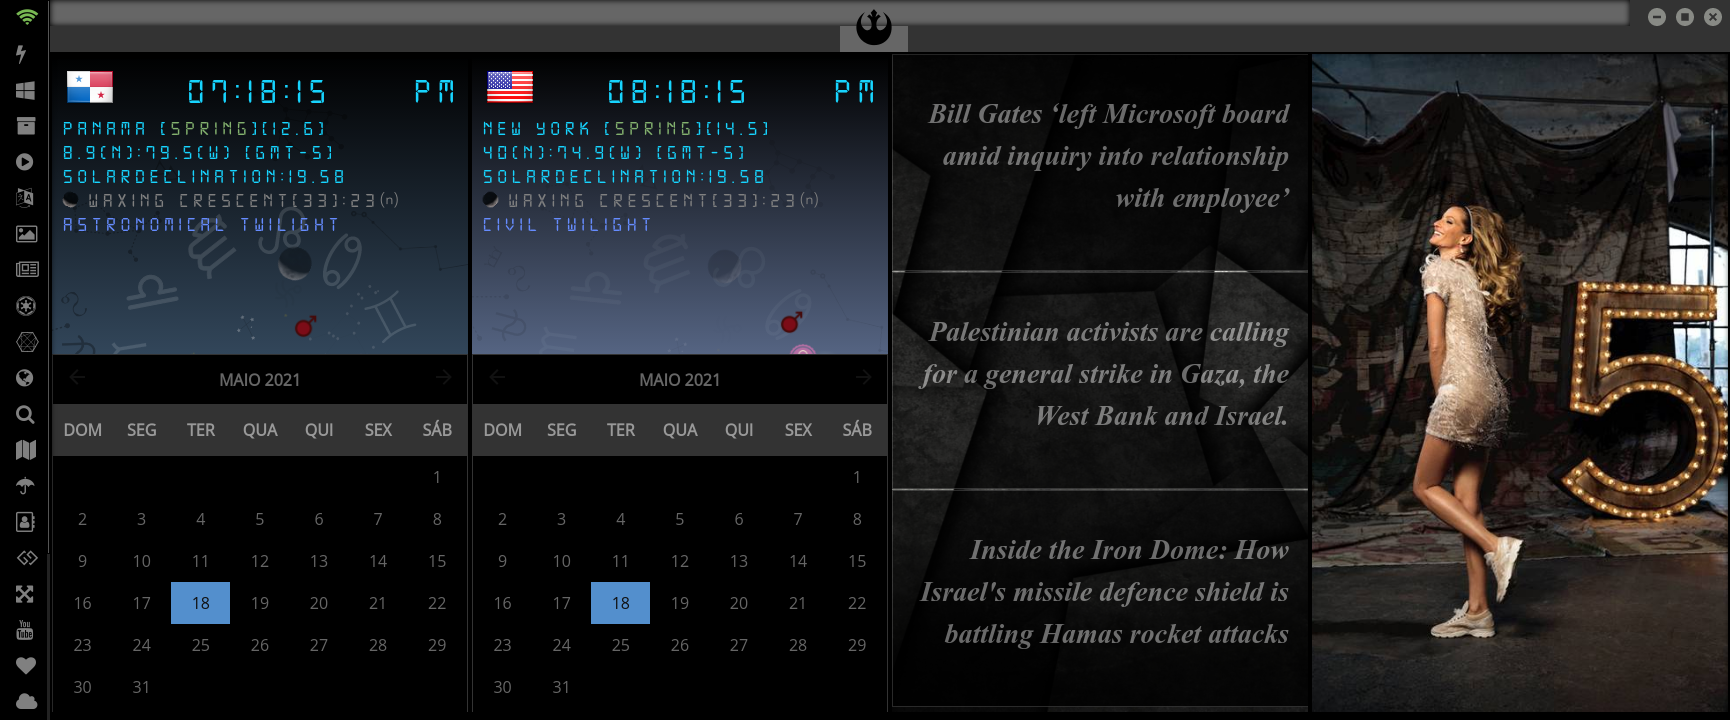 07:18:15 PM
PANAMA [SPRING][12.6]
8.9(N):79.5(W) [GMT-5]
SOLARDECLINATION:19.58
WAXING CRESCENT(33):23(n)
ASTRONOMICAL TWILIGHT
MAIO 2021
DOM SEG TER QUA QUI SEX SÁB
1
2 3 4 5 6 7 8
9 10 11 12 13 14 15
16 17 18 19 20 21 22
23 24 25 26 27 28 29
30 31
08:18:15 PM
NEW YORK [SPRING][14.5]
40(N):74.9(W) [GMT-5]
SOLARDECLINATION:19.58
WAXING CRESCENT(33):23(n)
CIVIL TWILIGHT
MAIO 2021
DOM SEG TER QUA QUI SEX SÁB
1
2 3 4 5 6 7 8
9 10 11 12 13 14 15
16 17 18 19 20 21 22
23 24 25 26 27 28 29
30 31
Bill Gates ‘left Microsoft board
amid inquiry into relationship
with employee’
Palestinian activists are calling
for a general strike in Gaza, the
West Bank and Israel.
Inside the Iron Dome: How
Israel's missile defence shield is
battling Hamas rocket attacks
5
You
Tube